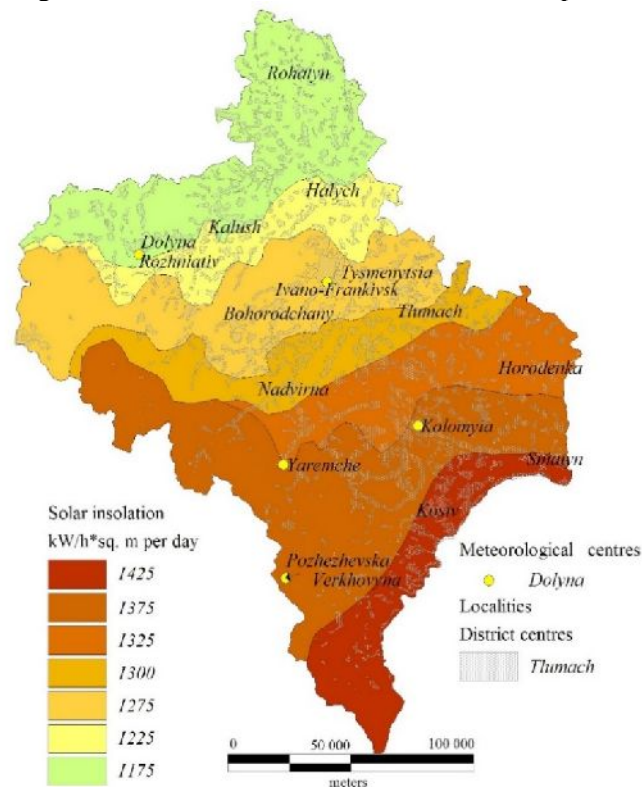 Rohatyn
Halych
Kalush
Dolyna
Rozhniativ
Tysmenytsia
Ivano-Frankivsk
Bohorodchany
Tlumach
Horodenka
Nadvirna
Kolomyia
Yaremche
Sniatyn
Kosiv
Pozhezhevska
Verkhovyna
Solar insolation
kW/h*sq. m per day
1425
1375
1325
1300
1275
1225
1175
Meteorological centres
Dolyna
Localities
District centres
Tlumach
0 50 000 100 000
meters